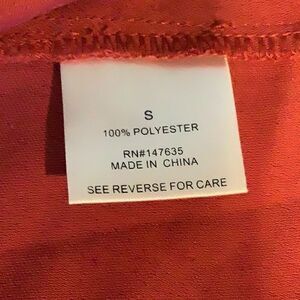 S
100% POLYESTER
RN#147635
MADE IN CHINA
SEE REVERSE FOR CARE